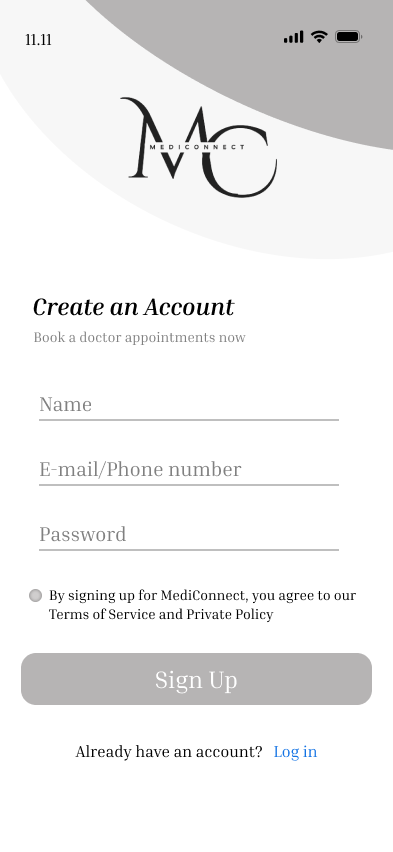 11.11
MC
MEDICONNECT
Create an Account
Book a doctor appointments now
Name
E-mail/Phone number
Password
By signing up for MediConnect, you agree to our
Terms of Service and Private Policy
Sign Up
Already have an account? Log in